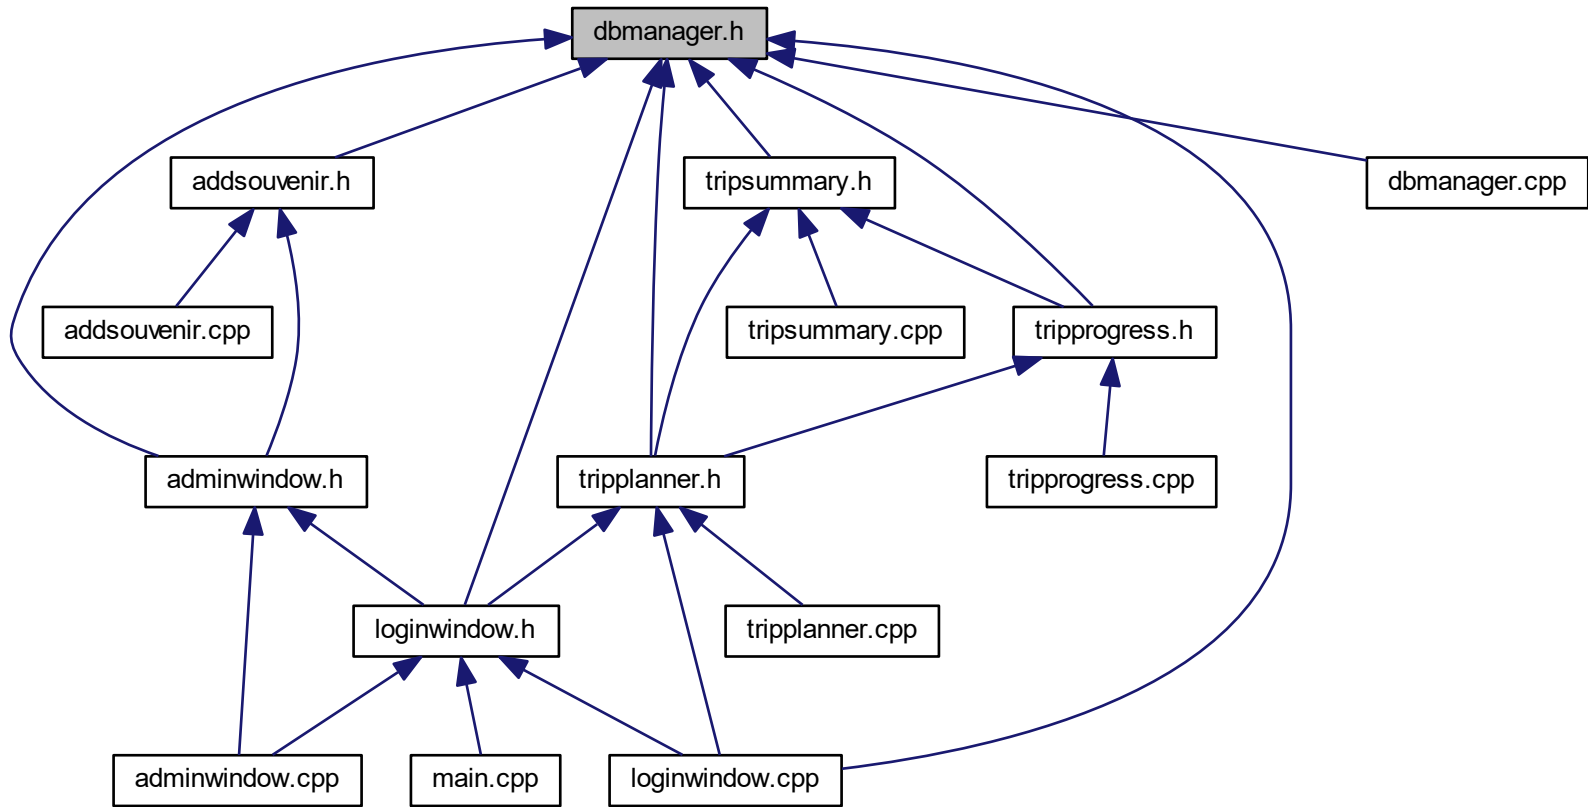 dbmanager.h
addsouvenir.h
tripsummary.h
dbmanager.cpp
addsouvenir.cpp
tripsummary.cpp
tripprogress.h
adminwindow.h
tripplanner.h
tripprogress.cpp
loginwindow.h
tripplanner.cpp
adminwindow.cpp
main.cpp
loginwindow.cpp